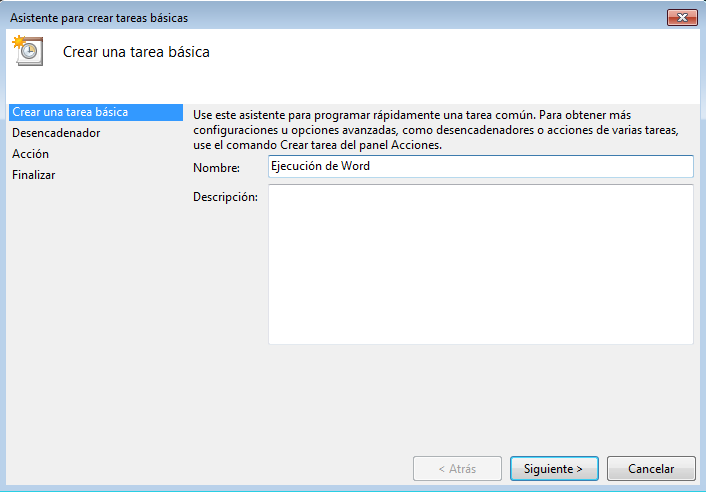 Asistente para crear tareas básicas
Crear una tarea básica
Crear una tarea básica
Desencadenador
Acción
Finalizar
Use este asistente para programar rápidamente una tarea común. Para obtener más
configuraciones u opciones avanzadas, como desencadenadores o acciones de varias tareas,
use el comando Crear tarea del panel Acciones.
Nombre: Ejecución de Word
Descripción:
< Atrás Siguiente > Cancelar